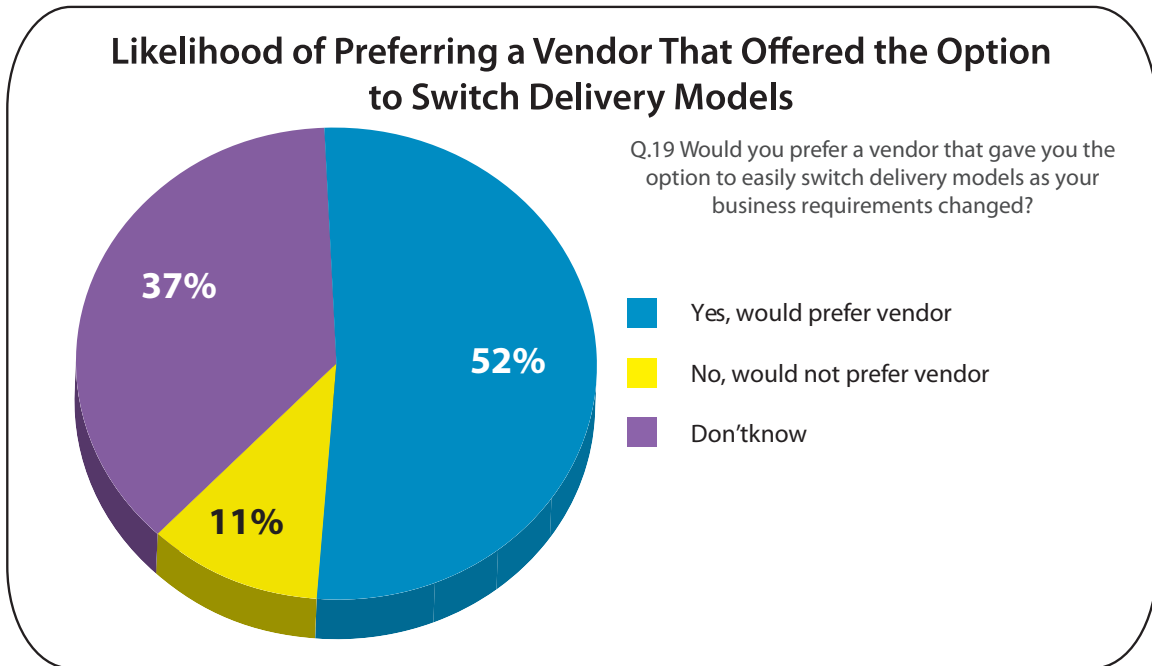 Likelihood of Preferring a Vendor That Offered the Option
to Switch Delivery Models
Q.19 Would you prefer a vendor that gave you the
option to easily switch delivery models as your
business requirements changed?
37%
52%
11%
Yes, would prefer vendor
No, would not prefer vendor
Don'tknow